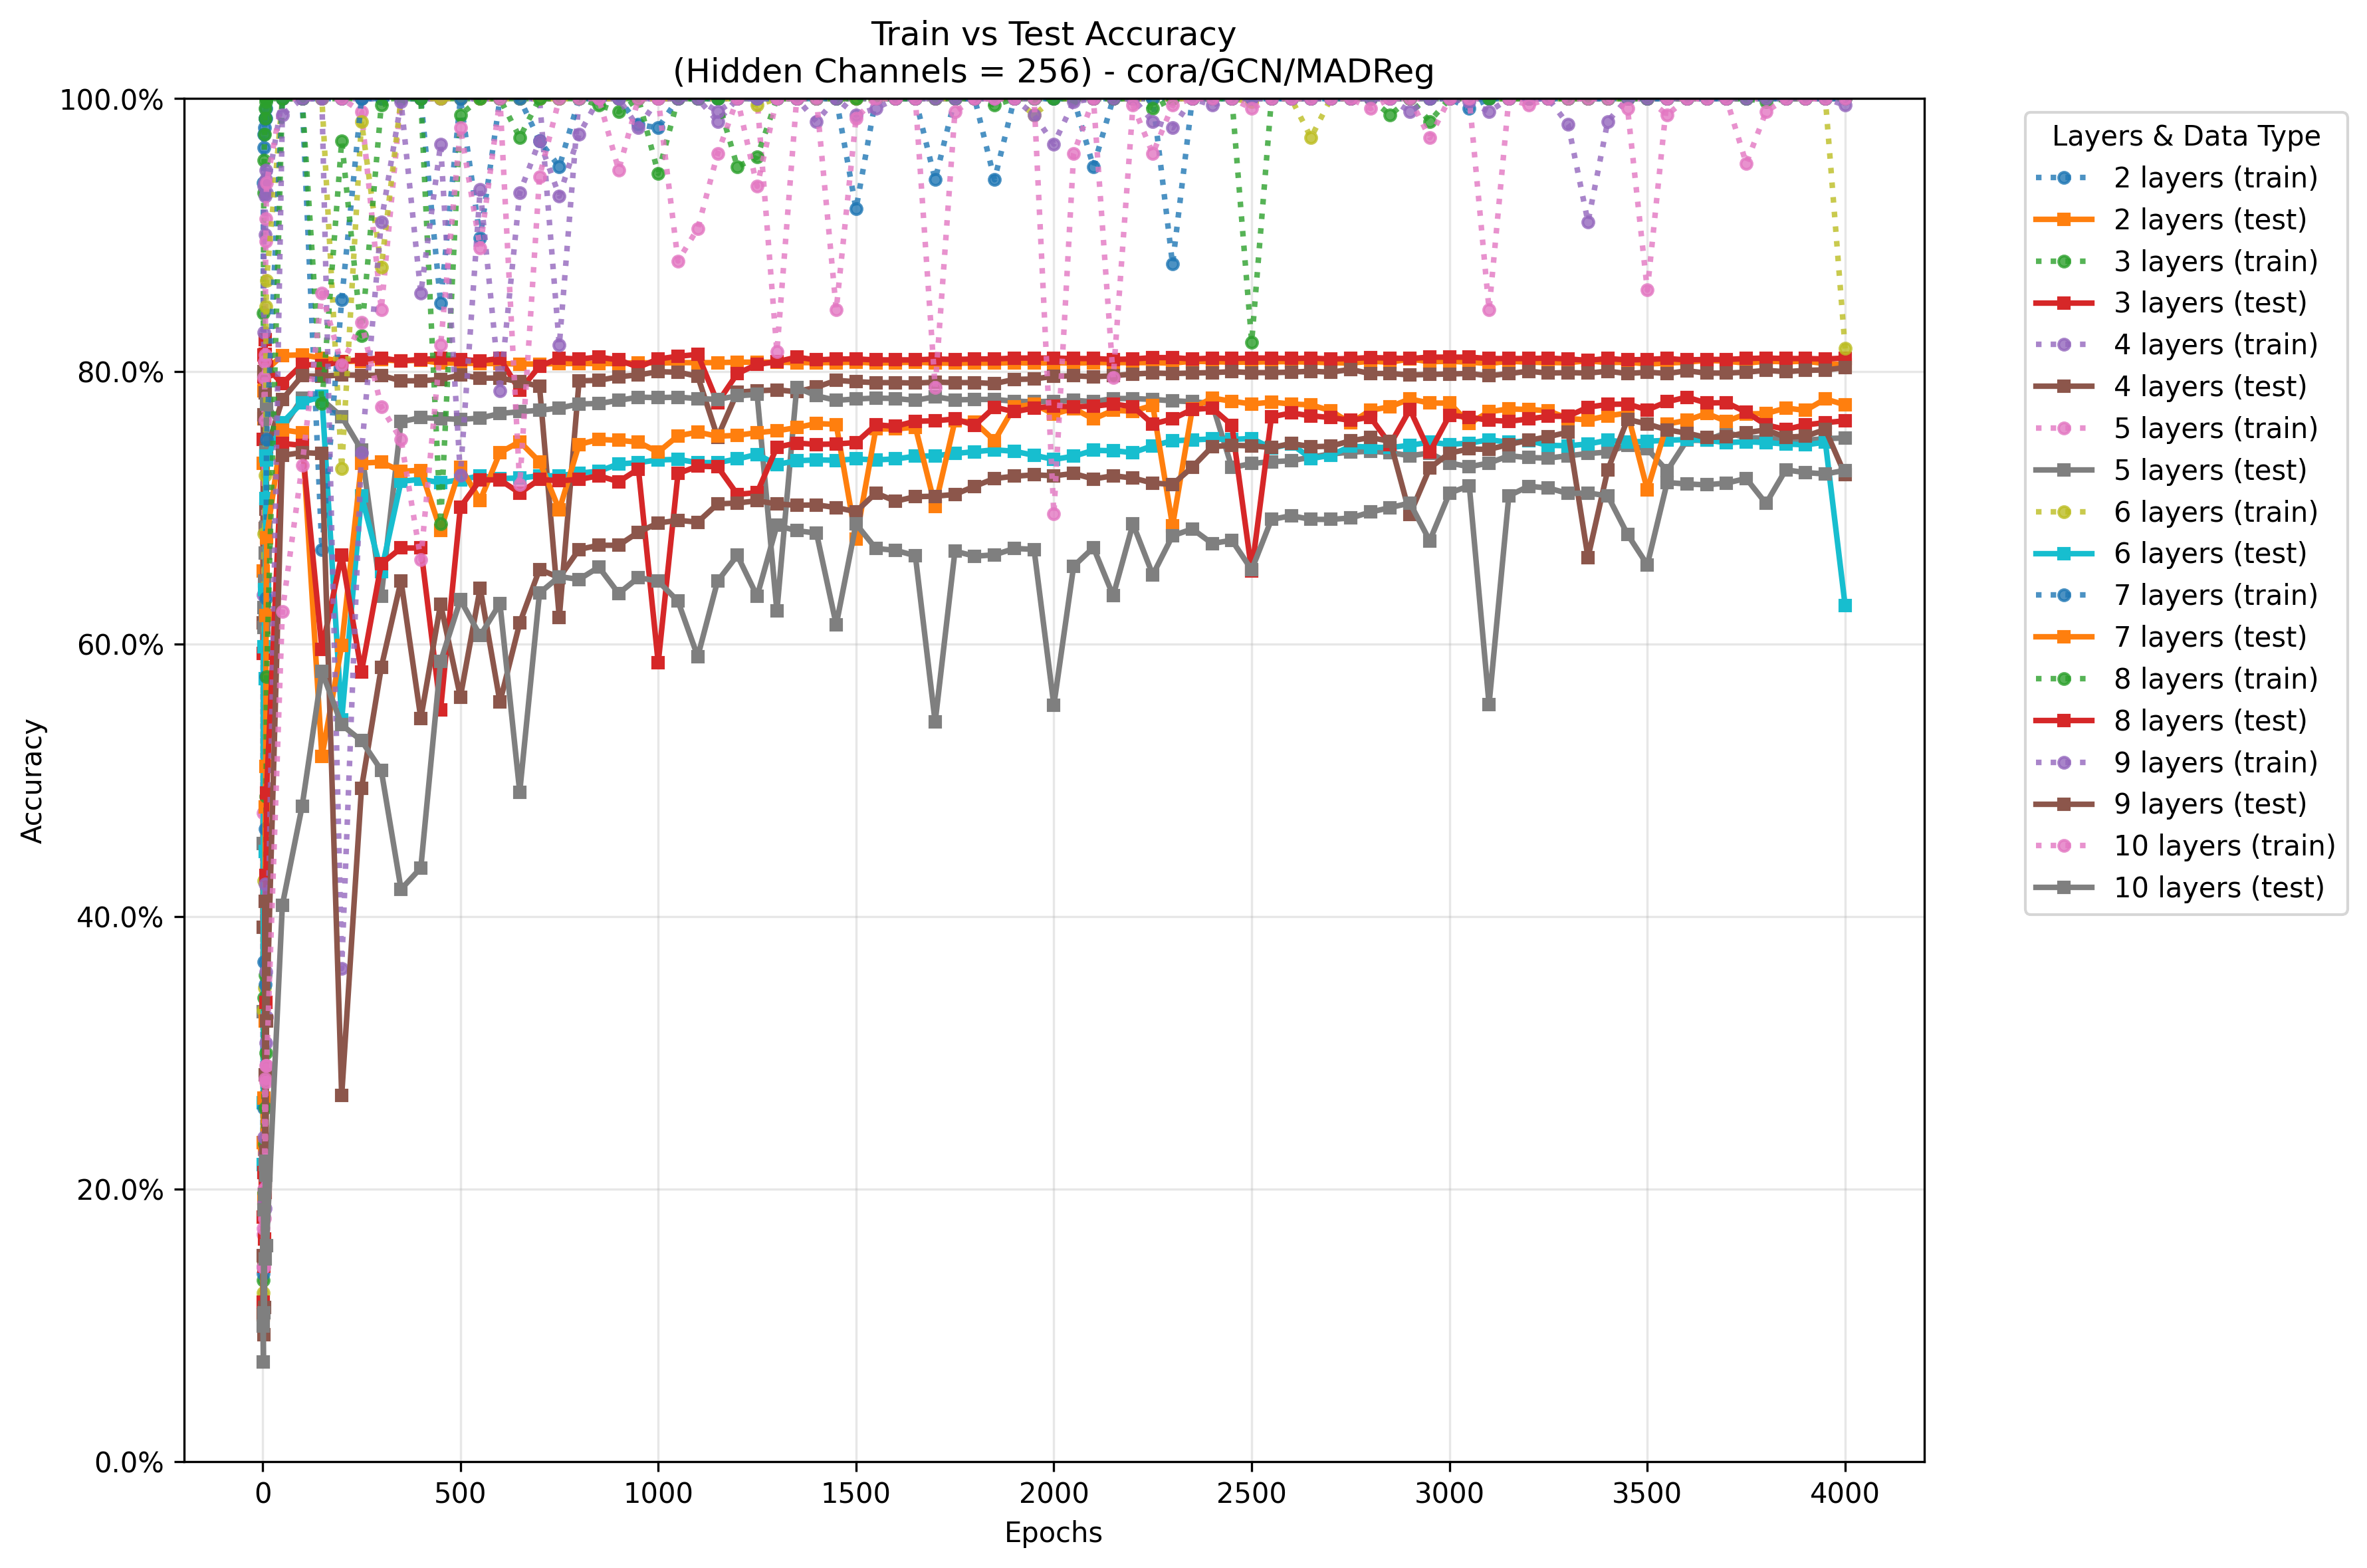 Train vs Test Accuracy
(Hidden Channels = 256) - cora/GCN/MADReg
100.0%
80.0%
60.0%
40.0%
20.0%
0.0%
Accuracy
0
500
1000
1500
2000
2500
3000
3500
4000
Epochs
Layers & Data Type
2 layers (train)
2 layers (test)
3 layers (train)
3 layers (test)
4 layers (train)
4 layers (test)
5 layers (train)
5 layers (test)
6 layers (train)
6 layers (test)
7 layers (train)
7 layers (test)
8 layers (train)
8 layers (test)
9 layers (train)
9 layers (test)
10 layers (train)
10 layers (test)